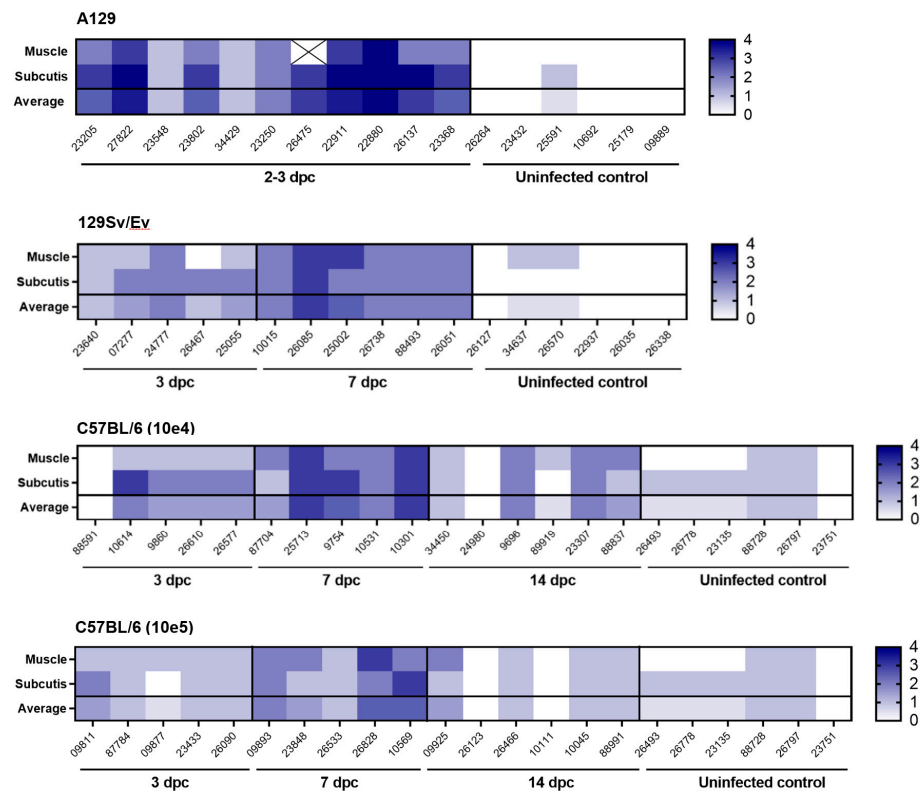 A129
Muscle
Subcutis
Average
4
3
2
1
0
23205 27822 23548 23802 34429 23250 26475 22911 22880 26137 23368 26264 23432 25591 10692 25179 09889
2-3 dpc Uninfected control
129Sv/Ev
Muscle
Subcutis
Average
4
3
2
1
0
23640 07277 24777 26467 25055 10015 26085 25002 26738 88493 26051 26127 34637 26570 22937 26035 26338
3 dpc 7 dpc Uninfected control
C57BL/6 (10e4)
Muscle
Subcutis
Average
4
3
2
1
0
88591 10614 9860 26610 26577 87704 25713 9754 10531 10301 34450 24980 9696 89919 23307 88837 26493 26778 23135 88728 26797 23751
3 dpc 7 dpc 14 dpc Uninfected control
C57BL/6 (10e5)
Muscle
Subcutis
Average
4
3
2
1
0
09811 87784 09877 23433 26090 09893 23848 26533 26828 10569 09925 26123 26466 10111 10045 88991 26493 26778 23135 88728 26797 23751
3 dpc 7 dpc 14 dpc Uninfected control